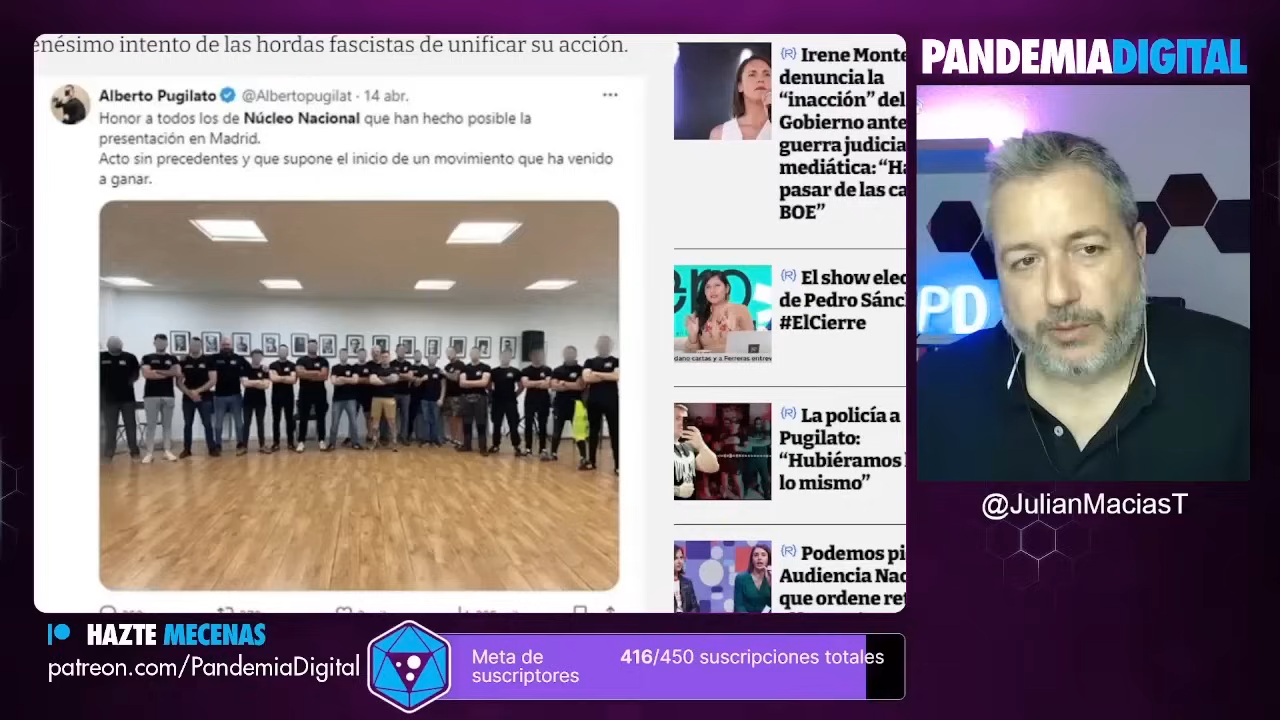 enésimo intento de las hordas fascistas de unificar su acción.
Alberto Pugilato @Albertopugilat · 14 abr.
Honor a todos los de Núcleo Nacional que han hecho posible la
presentación en Madrid.
Acto sin precedentes y que supone el inicio de un movimiento que ha venido
a ganar.
(R) Irene Monte
denuncia la
“inacción” del
Gobierno ante
guerra judicia
mediática: “Ha
pasar de las ca
BOE”
ero
(R) El show elec
de Pedro Sánc
#ElCierre
(R) La policía a
Pugilato:
“Hubiéramos
lo mismo”
(R) Podemos pi
Audiencia Nac
que ordene ret
PANDEMIADIGITAL
PD
@JulianMaciasT
HAZTE MECENAS
patreon.com/PandemiaDigital
Meta de
suscriptores
416/450 suscripciones totales